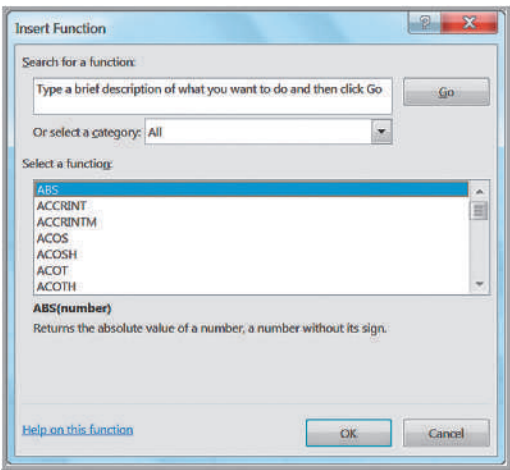 Insert Function
Search for a function:
Type a brief description of what you want to do and then click Go
Go
Or select a category: All
Select a function:
ABS
ACCRINT
ACCRINTM
ACOS
ACOSH
ACOT
ACOTH
ABS(number)
Returns the absolute value of a number, a number without its sign.
Help on this function
OK
Cancel